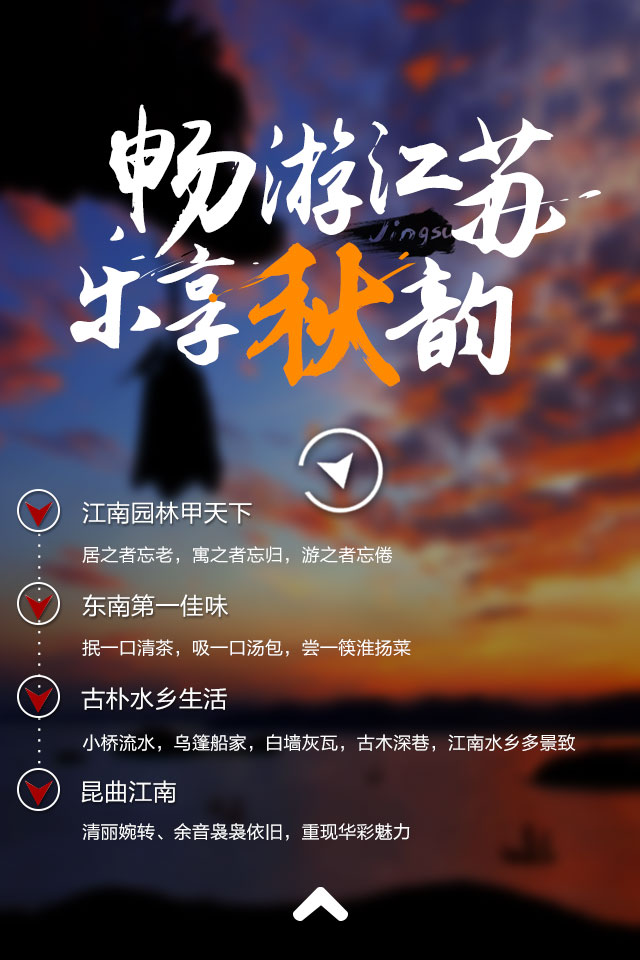 畅游江苏
Jingsu
乐享秋韵
江南园林甲天下
居之者忘老，寓之者忘归，游之者忘倦
东南第一佳味
抿一口清茶，吸一口汤包，尝一筷淮扬菜
古朴水乡生活
小桥流水，乌篷船家，白墙灰瓦，古木深巷，江南水乡多景致
昆曲江南
清丽婉转、余音袅袅依旧，重现华彩魅力